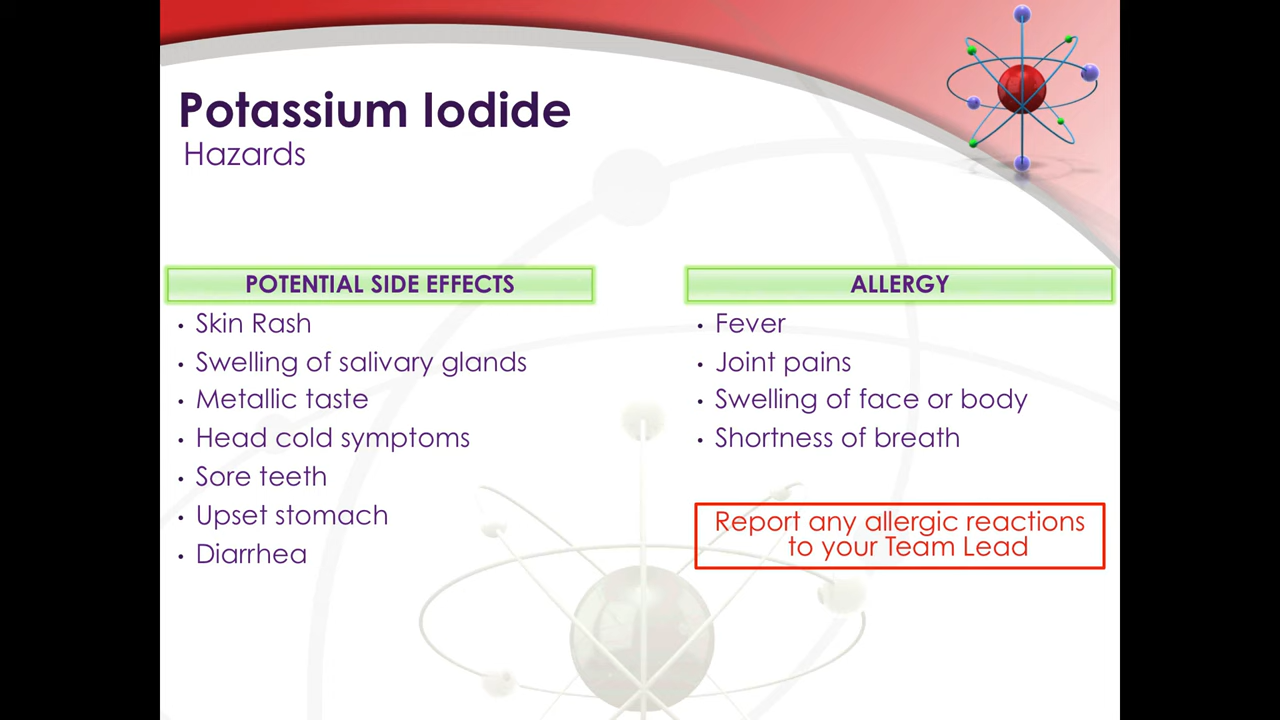 Potassium Iodide
Hazards
POTENTIAL SIDE EFFECTS
• Skin Rash
• Swelling of salivary glands
• Metallic taste
• Head cold symptoms
• Sore teeth
• Upset stomach
• Diarrhea
ALLERGY
• Fever
• Joint pains
• Swelling of face or body
• Shortness of breath
Report any allergic reactions
to your Team Lead